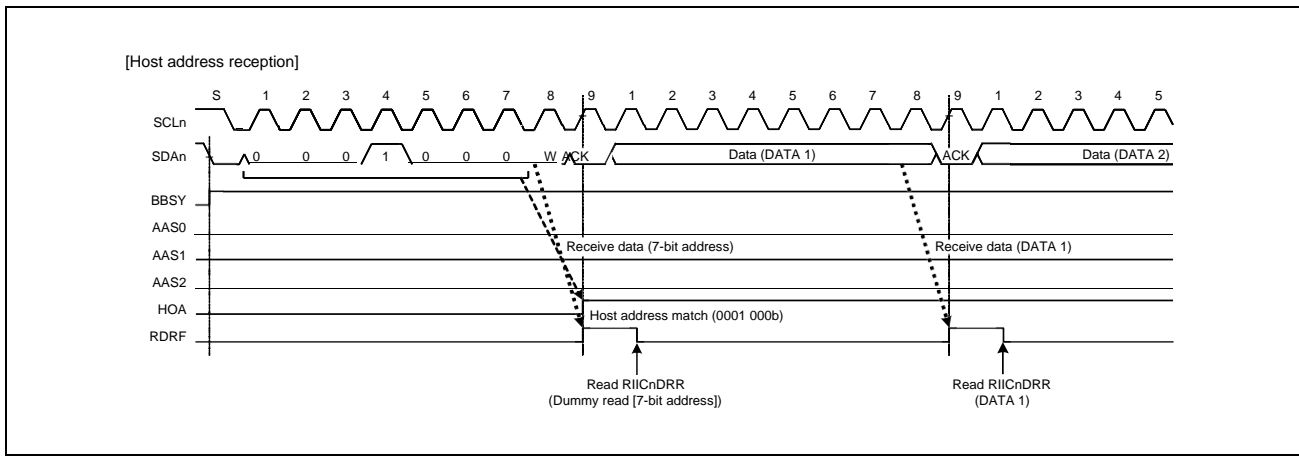 [Host address reception]
S 1 2 3 4 5 6 7 8 9 1 2 3 4 5 6 7 8 9 1 2 3 4 5
SCLn
SDAn 0 0 0 1 0 0 0 W ACK Data (DATA 1) ACK Data (DATA 2)
BBSY
AAS0
Receive data (7-bit address) Receive data (DATA 1)
AAS1
AAS2
HOA
Host address match (0001 000b)
RDRF
Read RIICnDRR Read RIICnDRR
(Dummy read [7-bit address]) (DATA 1)